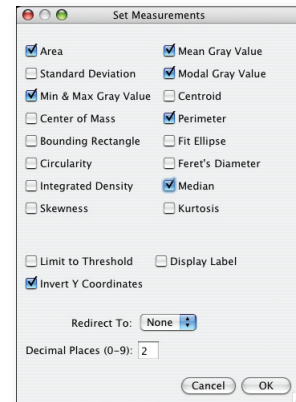 Set Measurements
Area Mean Gray Value
Standard Deviation Modal Gray Value
Min & Max Gray Value Centroid
Center of Mass Perimeter
Bounding Rectangle Fit Ellipse
Circularity Feret's Diameter
Integrated Density Median
Skewness Kurtosis
Limit to Threshold Display Label
Invert Y Coordinates
Redirect To: None
Decimal Places (0-9): 2
Cancel OK